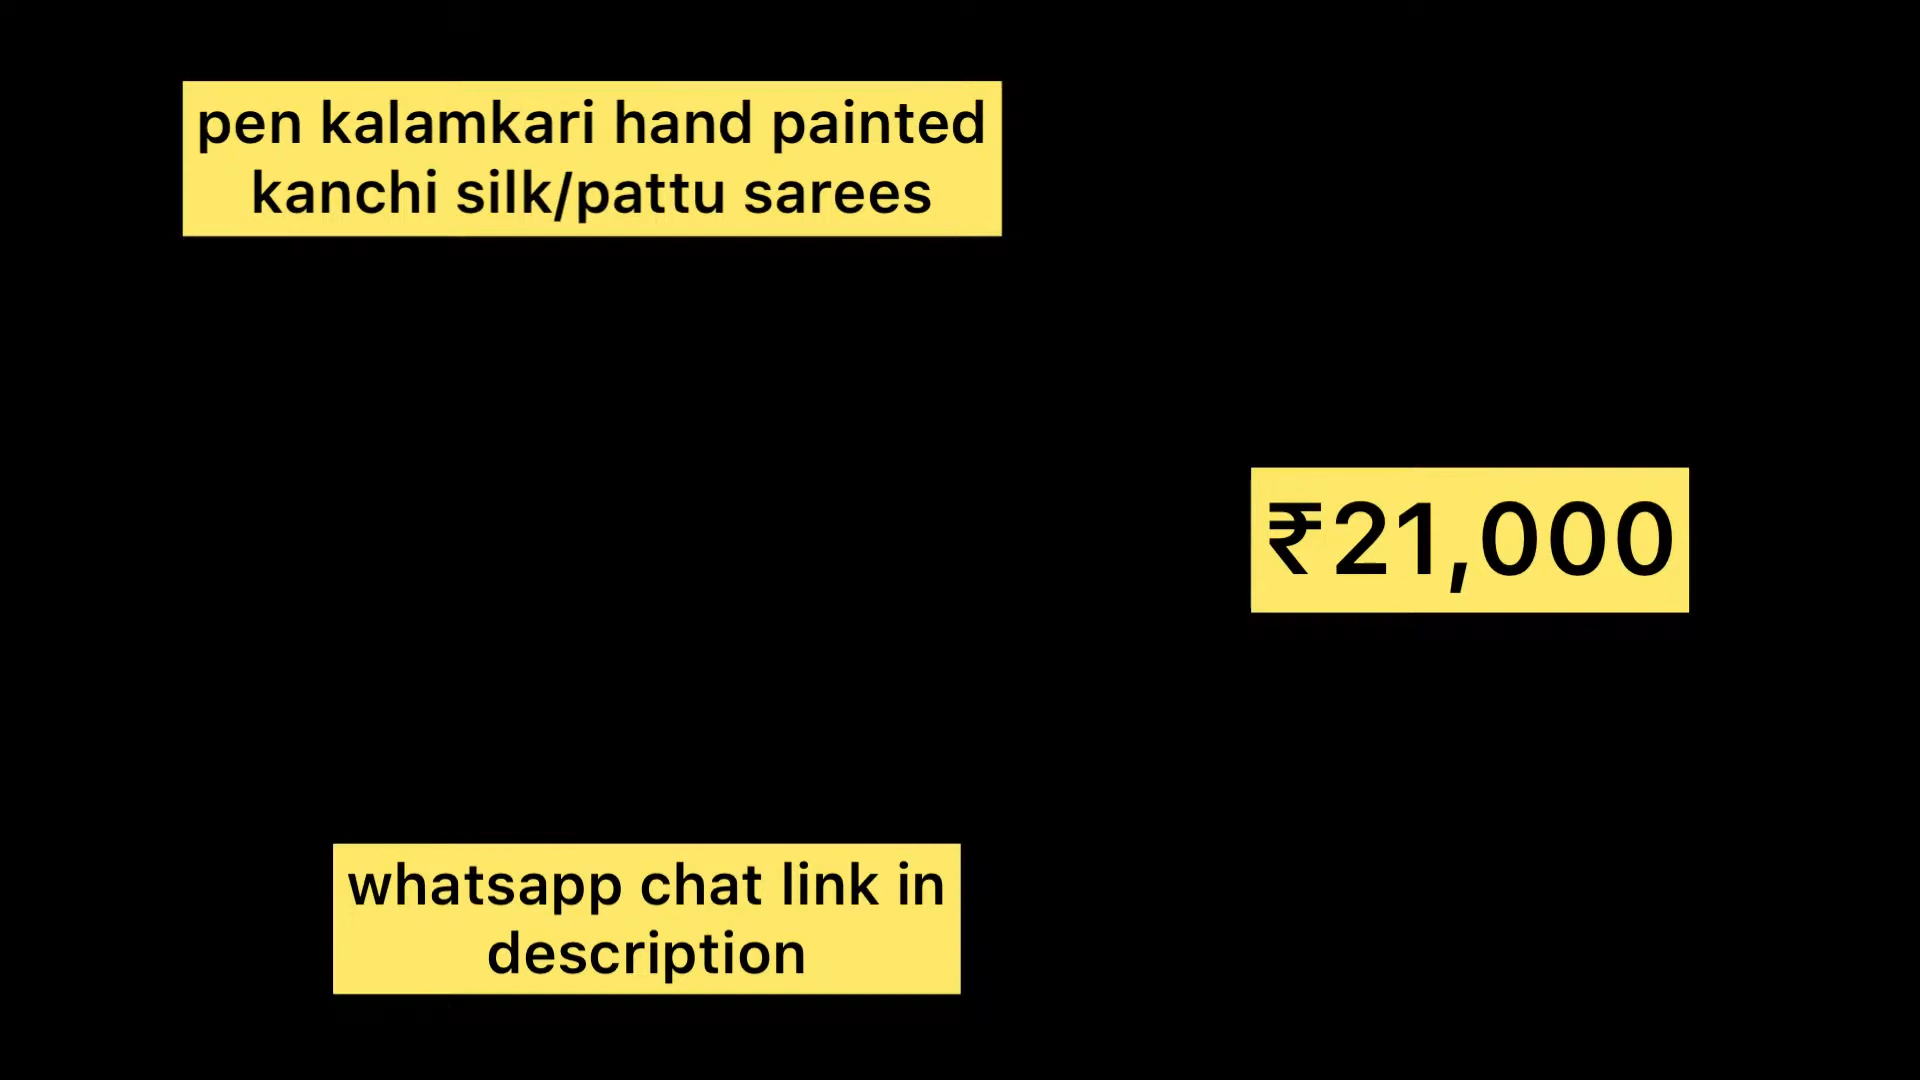 pen kalamkari hand painted
kanchi silk/pattu sarees
₹21,000
whatsapp chat link in
description